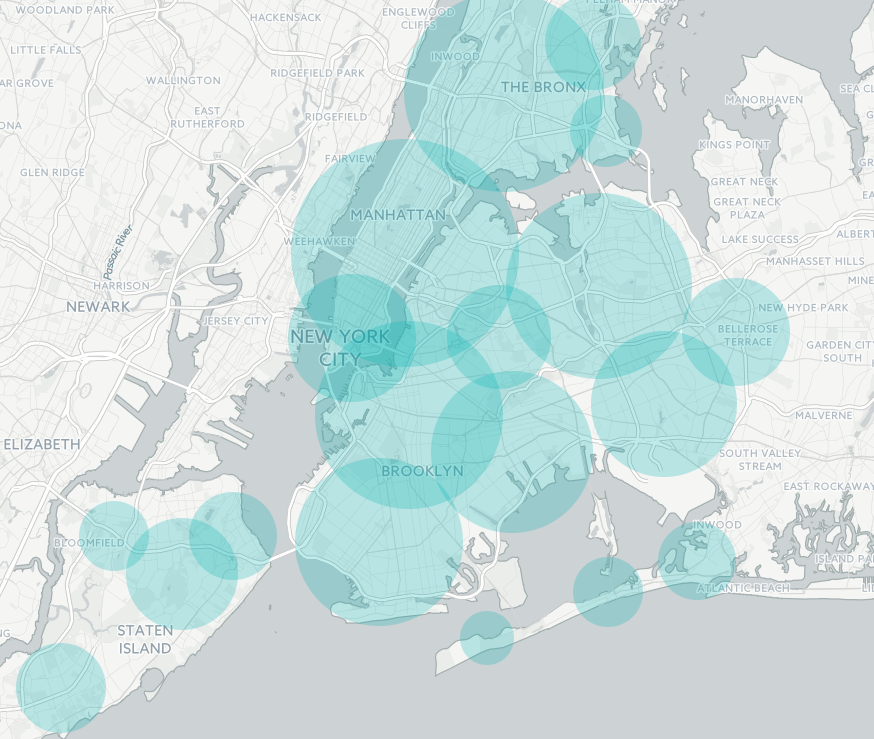 WOODLAND PARK
HACKENSACK
ENGLEWOOD
CLIFFS
PELHAM MANOR
LITTLE FALLS
INWOOD
AR GROVE
WALLINGTON
RIDGEFIELD PARK
THE BRONX
SEA CL
MANORHAVEN
EAST
RUTHERFORD
RIDGEFIELD
ONA
KINGS POINT
FAIRVIEW
GLEN RIDGE
GREAT NECK
GREAT NECK
PLAZA
MANHATTAN
WEEHAWKEN
LAKE SUCCESS
ALBERT
Passaic River
MANHASSET HILLS
HARRISON
MINE
NEWARK
NEW HYDE PARK
JERSEY CITY
BELLEROSE
TERRACE
NEW YORK
CITY
GARDEN CITY
SOUTH
MALVERNE
ELIZABETH
SOUTH VALLEY
STREAM
BROOKLYN
EAST ROCKAWAY
INWOOD
BLOOMFIELD
ISLAND PA
ATLANTIC BEACH
STATEN
ISLAND